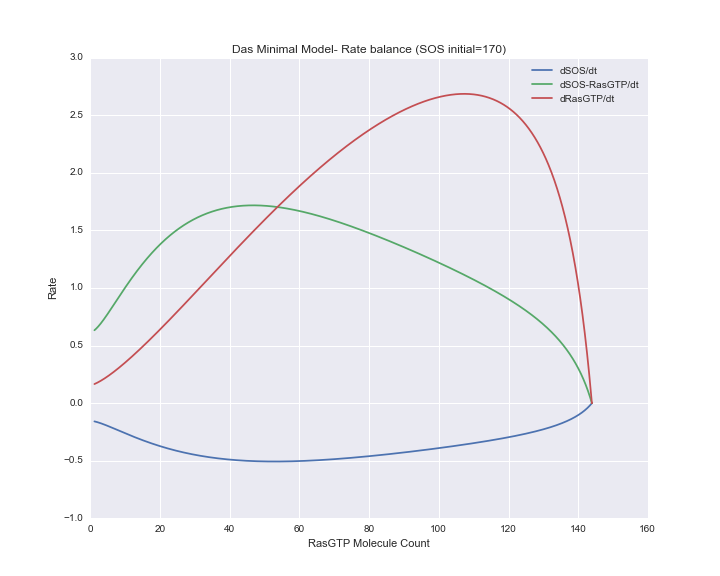 Das Minimal Model- Rate balance (SOS initial=170)
3.0
2.5
2.0
1.5
1.0
0.5
0.0
−0.5
−1.0
Rate
dSOS/dt
dSOS-RasGTP/dt
dRasGTP/dt
0 20 40 60 80 100 120 140 160
RasGTP Molecule Count